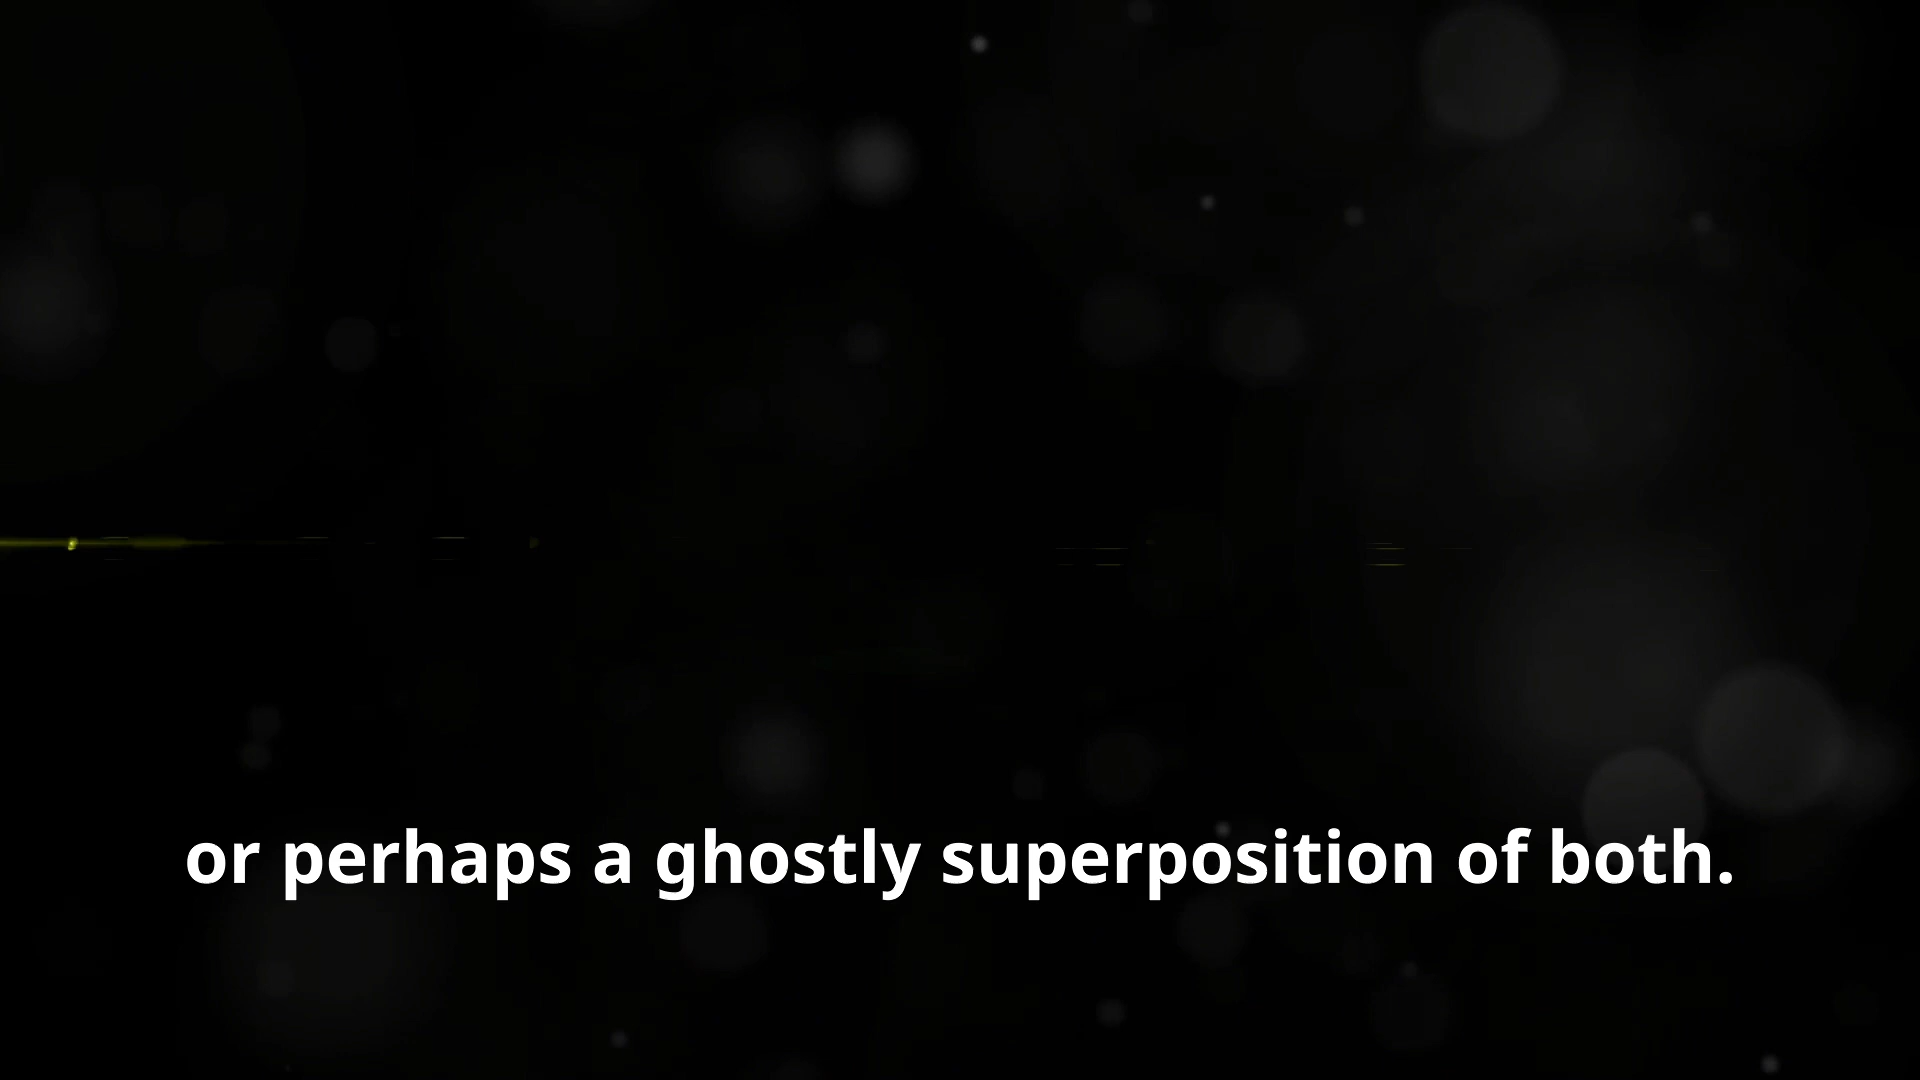 or perhaps a ghostly superposition of both.